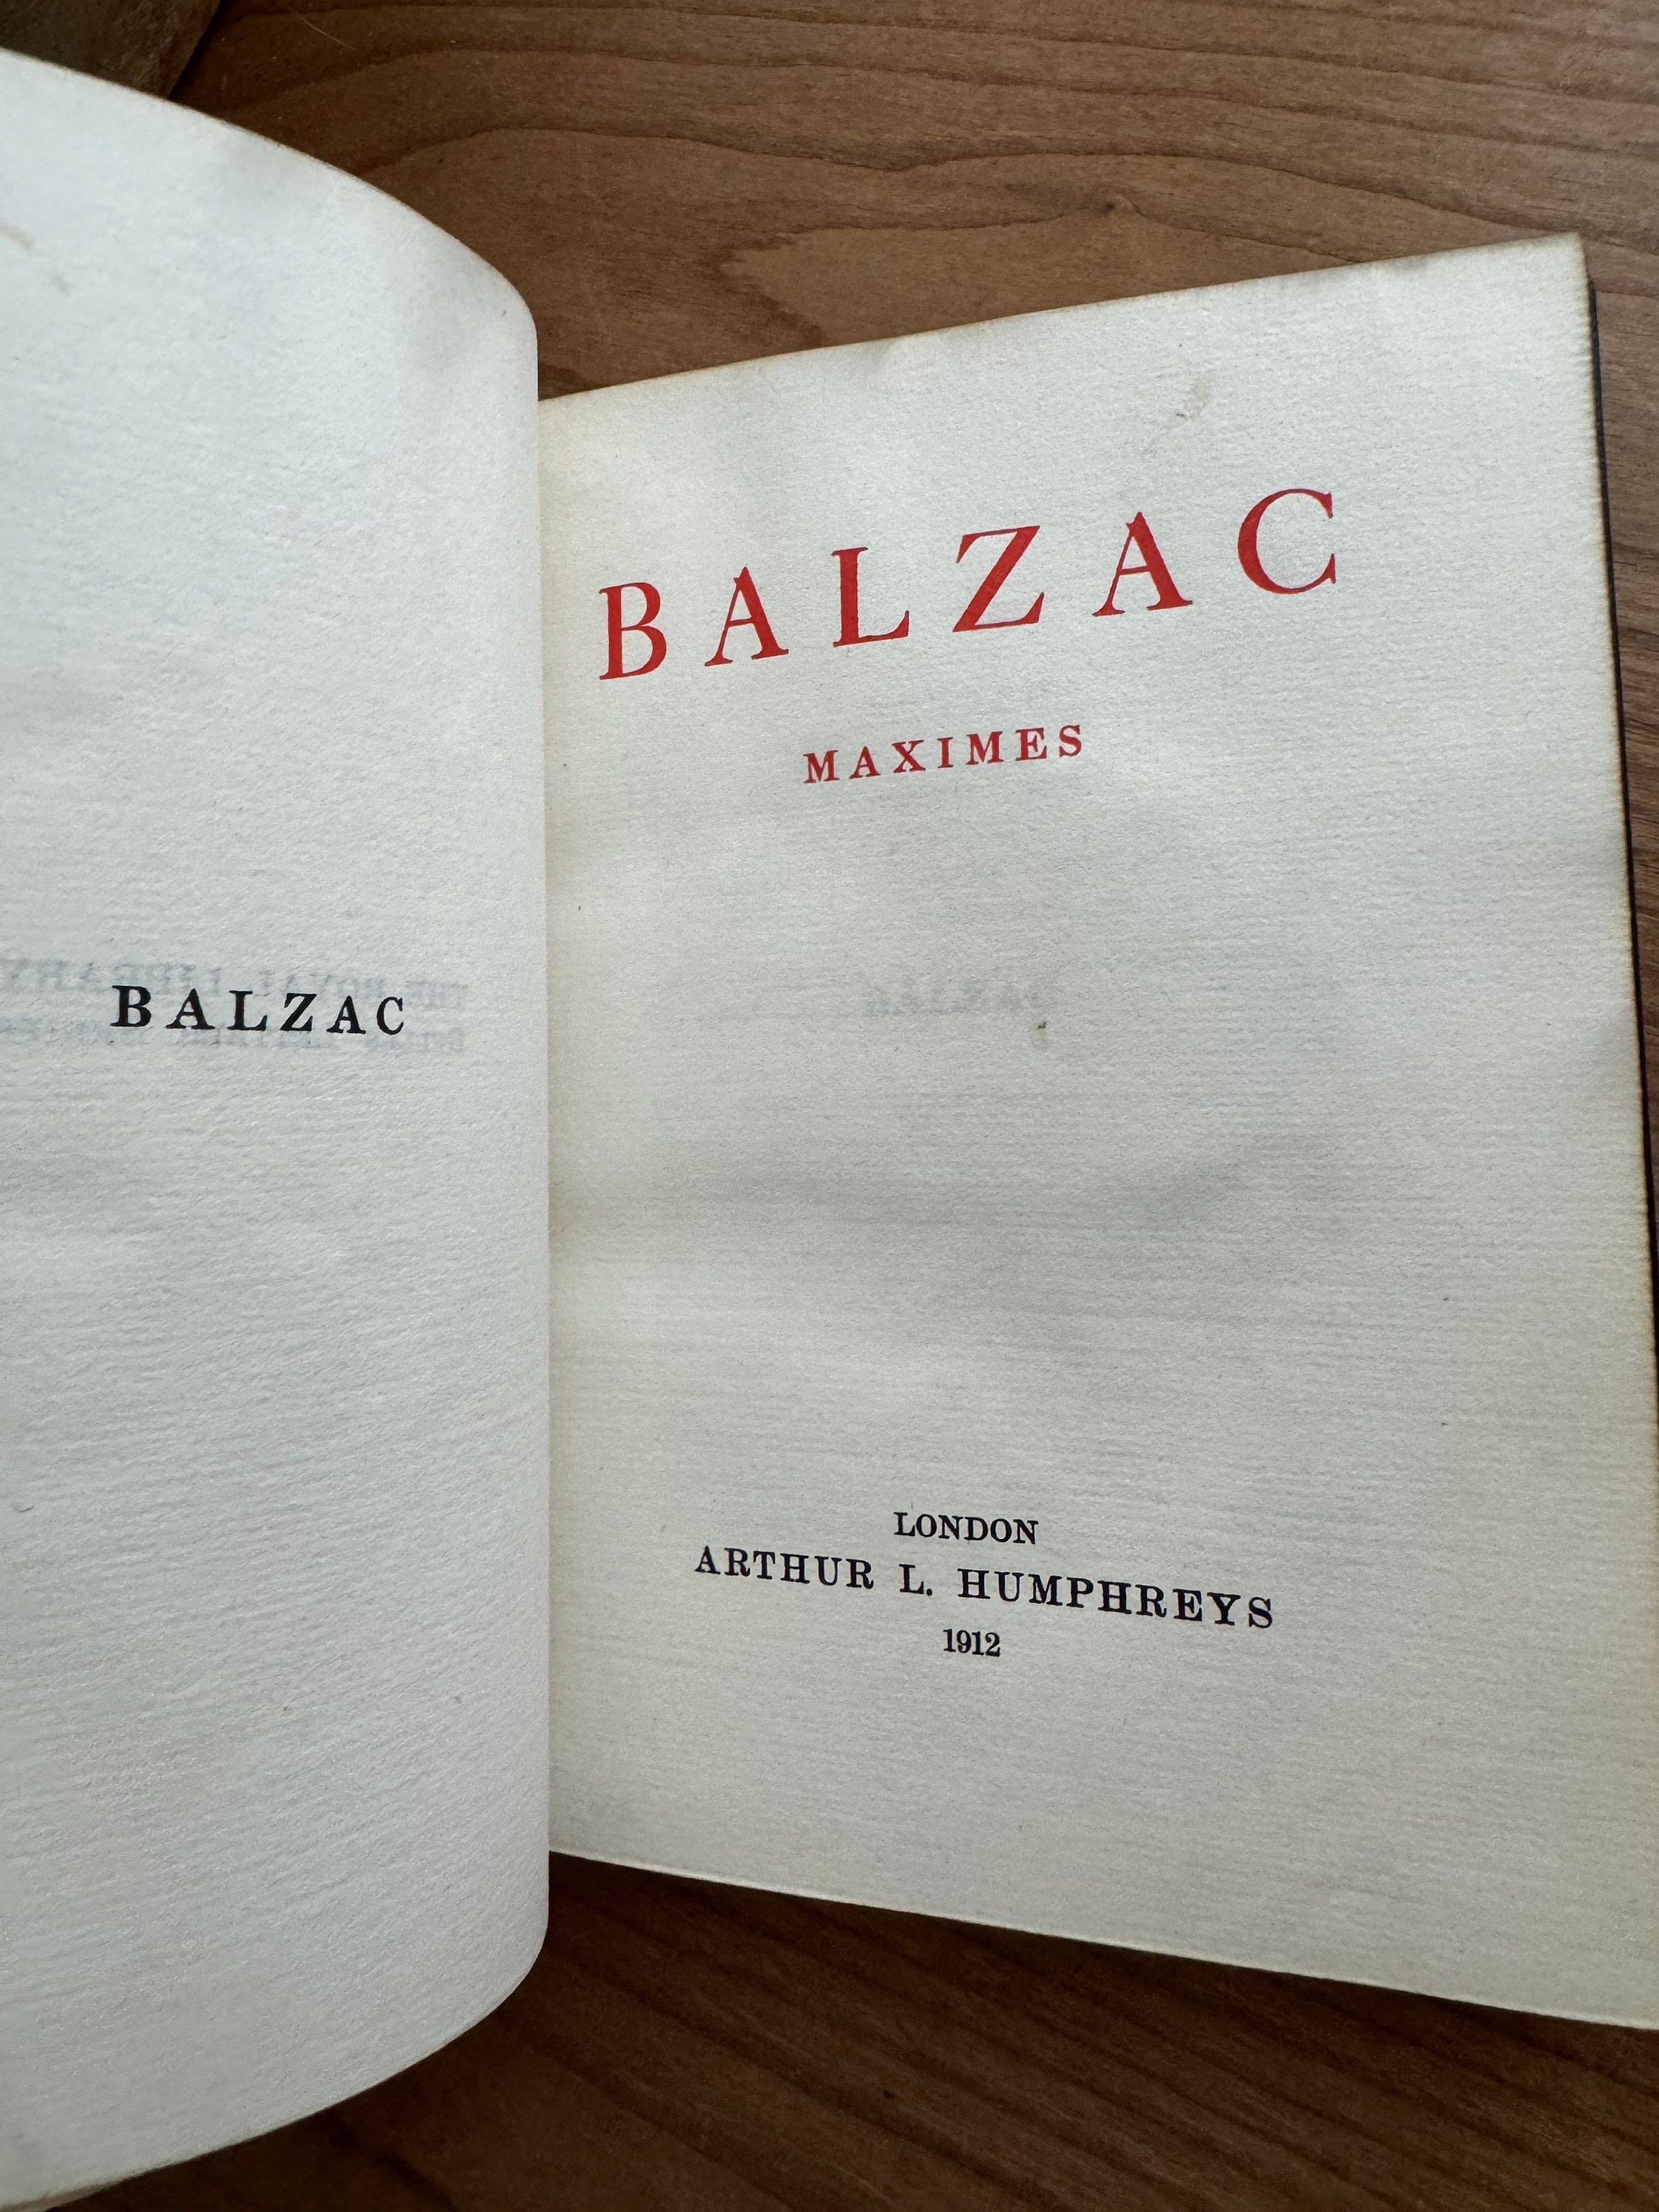 BALZAC
BALZAC
MAXIMES
LONDON
ARTHUR L. HUMPHREYS
1912